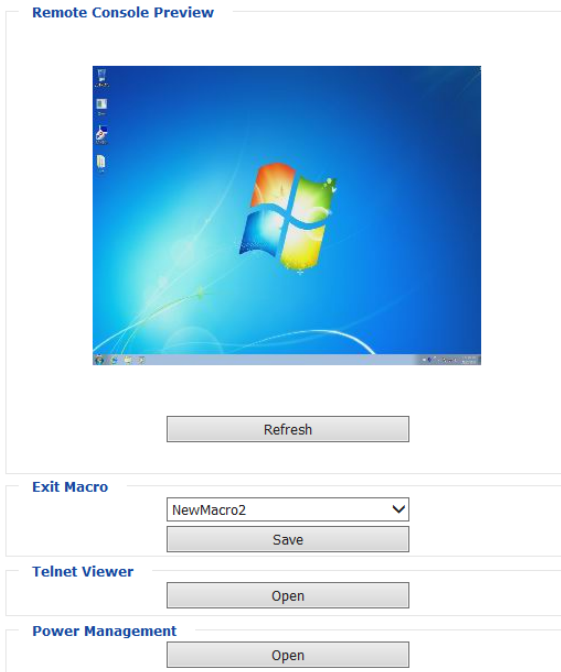 Remote Console Preview
Refresh
Exit Macro
NewMacro2
Save
Telnet Viewer
Open
Power Management
Open